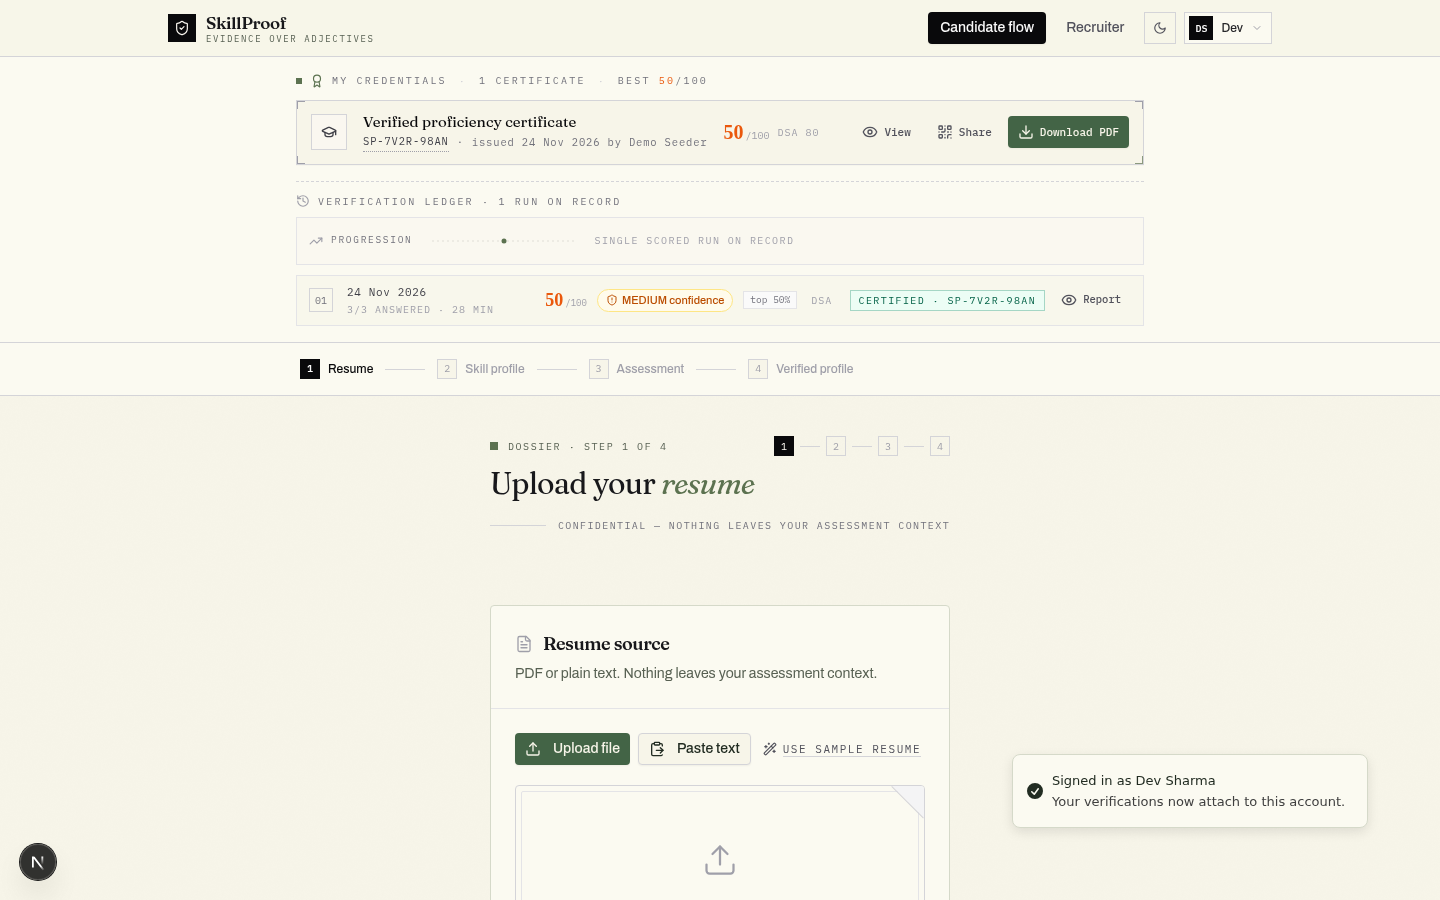 SkillProof
EVIDENCE OVER ADJECTIVES
Candidate flow
Recruiter
DS
Dev
MY CREDENTIALS · 1 CERTIFICATE · BEST 50/100
Verified proficiency certificate
SP-7V2R-98AN · issued 24 Nov 2026 by Demo Seeder
50/100 DSA 80
View
Share
Download PDF
VERIFICATION LEDGER · 1 RUN ON RECORD
PROGRESSION
SINGLE SCORED RUN ON RECORD
01
24 Nov 2026
3/3 ANSWERED · 28 MIN
50/100
MEDIUM confidence
top 50%
DSA
CERTIFIED · SP-7V2R-98AN
Report
1 Resume
2 Skill profile
3 Assessment
4 Verified profile
DOSSIER · STEP 1 OF 4
1 2 3 4
Upload your resume
CONFIDENTIAL — NOTHING LEAVES YOUR ASSESSMENT CONTEXT
Resume source
PDF or plain text. Nothing leaves your assessment context.
Upload file
Paste text
USE SAMPLE RESUME
Signed in as Dev Sharma
Your verifications now attach to this account.
N